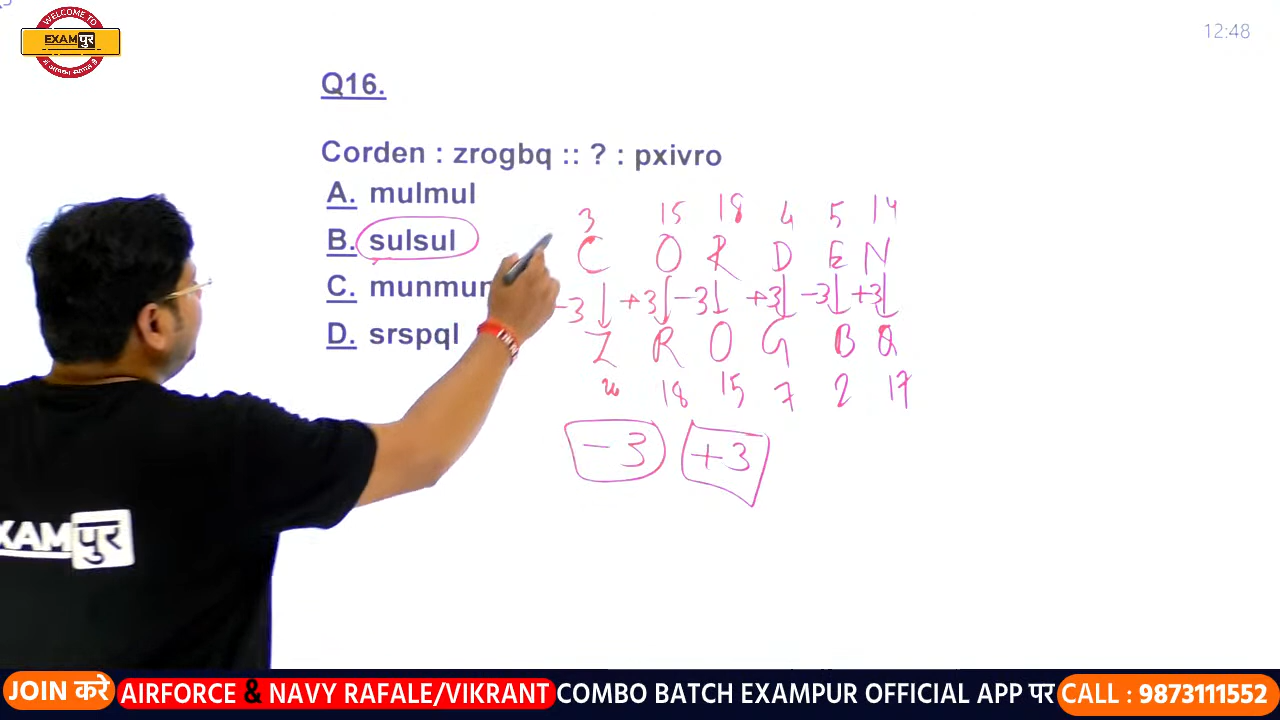 WELCOME TO
EXAMपुर
12:48
Q16.
Corden : zrogbq :: ? : pxivro
A. mulmul
B. sulsul
C. munmun
D. srspql
3 15 18 4 5 14
C O R D E N
-3 +3 -3 +3 -3 +3
Z R O G B Q
26 18 15 7 2 17
-3 +3
EXAMपुर
JOIN करे AIRFORCE & NAVY RAFALE/VIKRANT COMBO BATCH EXAMPUR OFFICIAL APP पर CALL : 9873111552